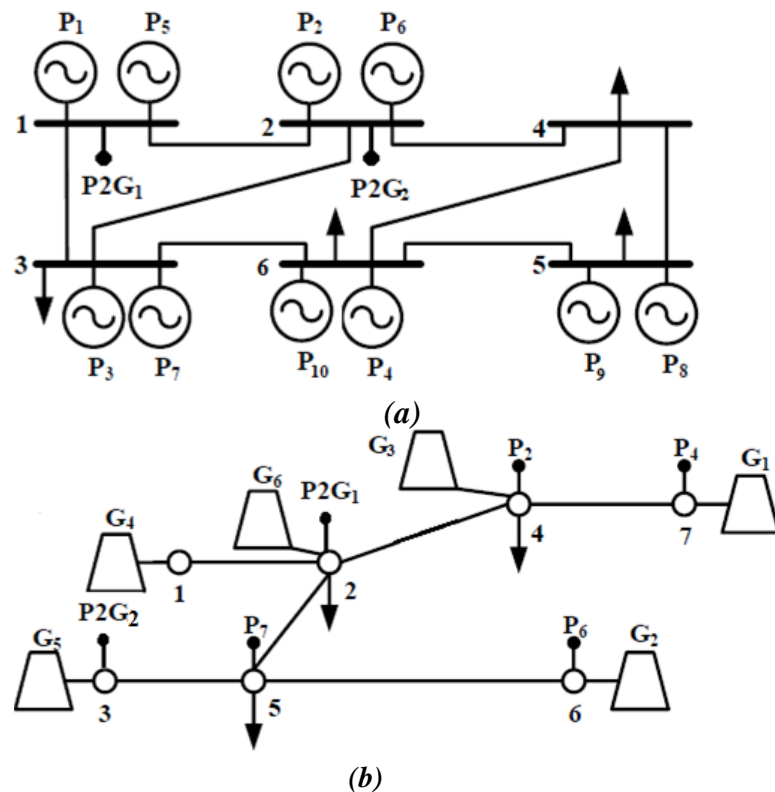 P1 P5 P2 P6
1 2 4
P2G1 P2G2
3 6 5
P3 P7 P10 P4 P9 P8
(a)
G3 P2 P4 G1
G6 P2G1
G4
4 7
1 2
P2G2 P7 P6 G2
G5
3 5 6
(b)